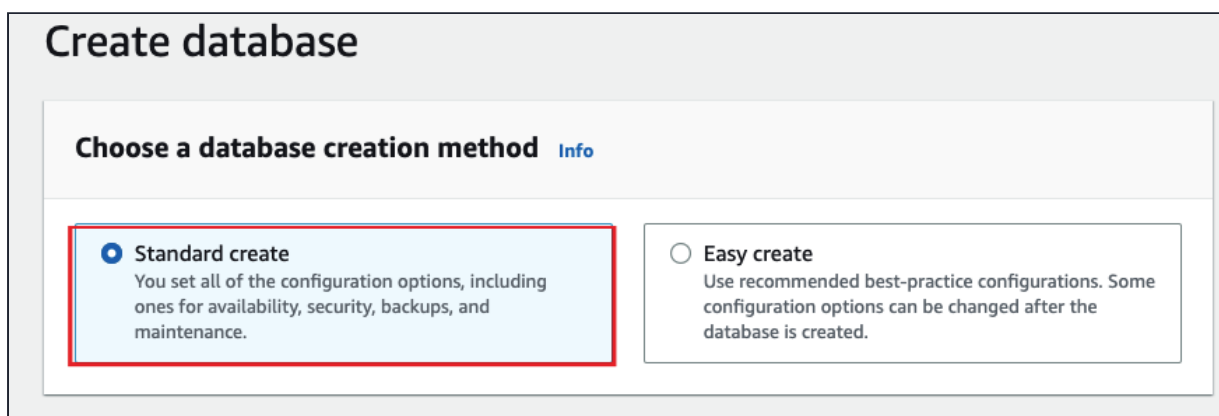 Create database
Choose a database creation method Info
Standard create
You set all of the configuration options, including
ones for availability, security, backups, and
maintenance.
Easy create
Use recommended best-practice configurations. Some
configuration options can be changed after the
database is created.